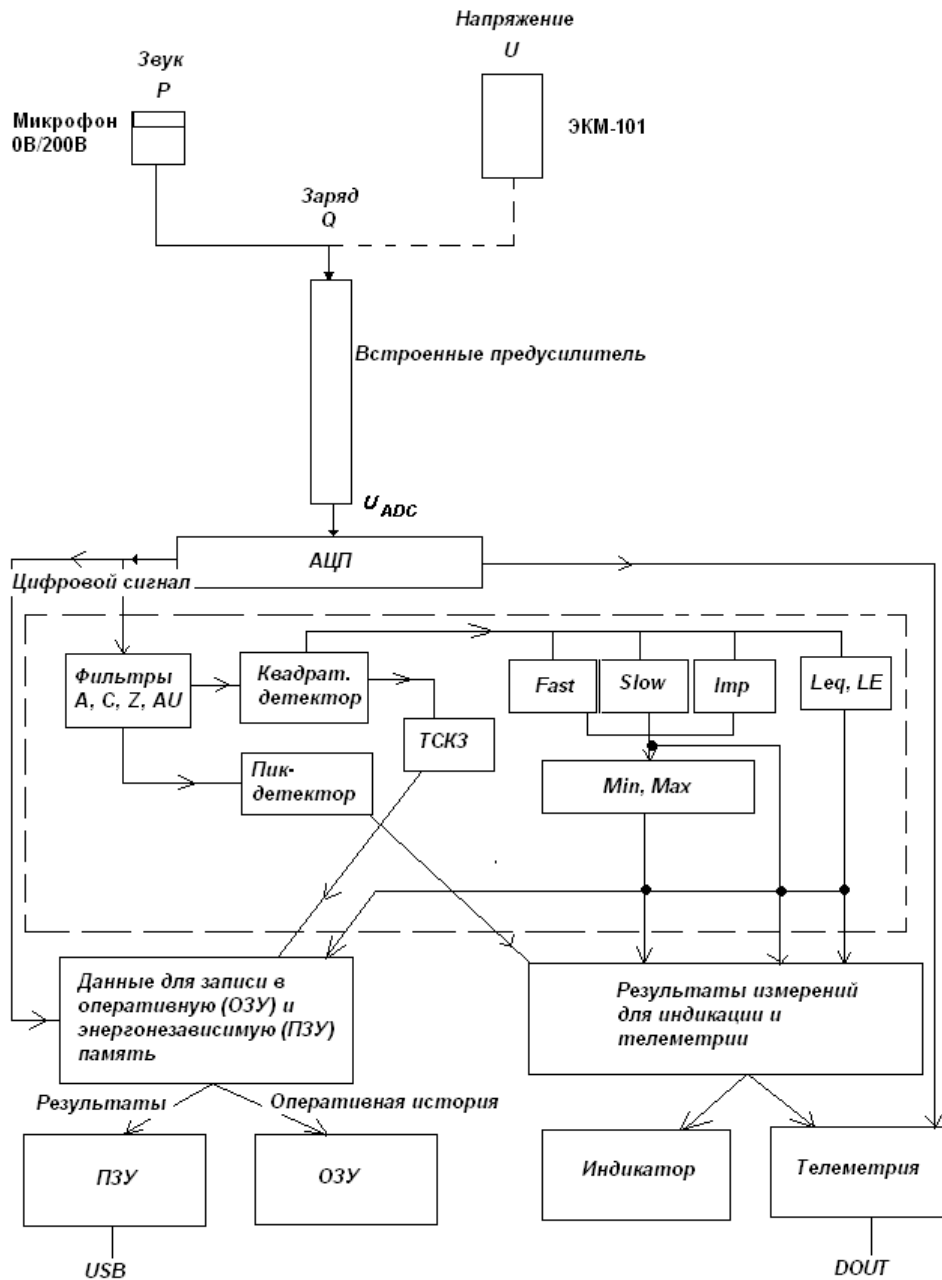 Напряжение
U
Звук
P
Микрофон
0В/200В
ЭКМ-101
Заряд
Q
Встроенные предусилитель
U ADC
АЦП
Цифровой сигнал
Фильтры
A, C, Z, AU
Квадрат.
детектор
Fast
Slow
Imp
Leq, LE
ТСКЗ
Пик-
детектор
Min, Max
Данные для записи в
оперативную (ОЗУ) и
энергонезависимую (ПЗУ)
память
Результаты измерений
для индикации и
телеметрии
Результаты
Оперативная история
ПЗУ
ОЗУ
Индикатор
Телеметрия
USB
DOUT